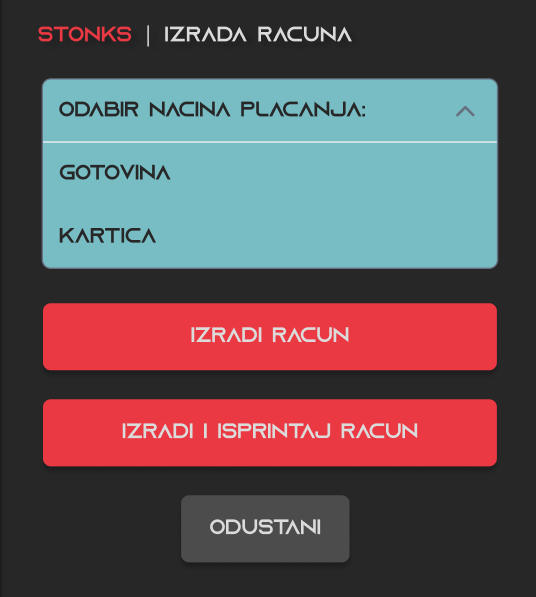 STONKS | IZRADA RACUNA
ODABIR NACINA PLACANJA:
GOTOVINA
KARTICA
IZRADI RACUN
IZRADI I ISPRINTAJ RACUN
ODUSTANI